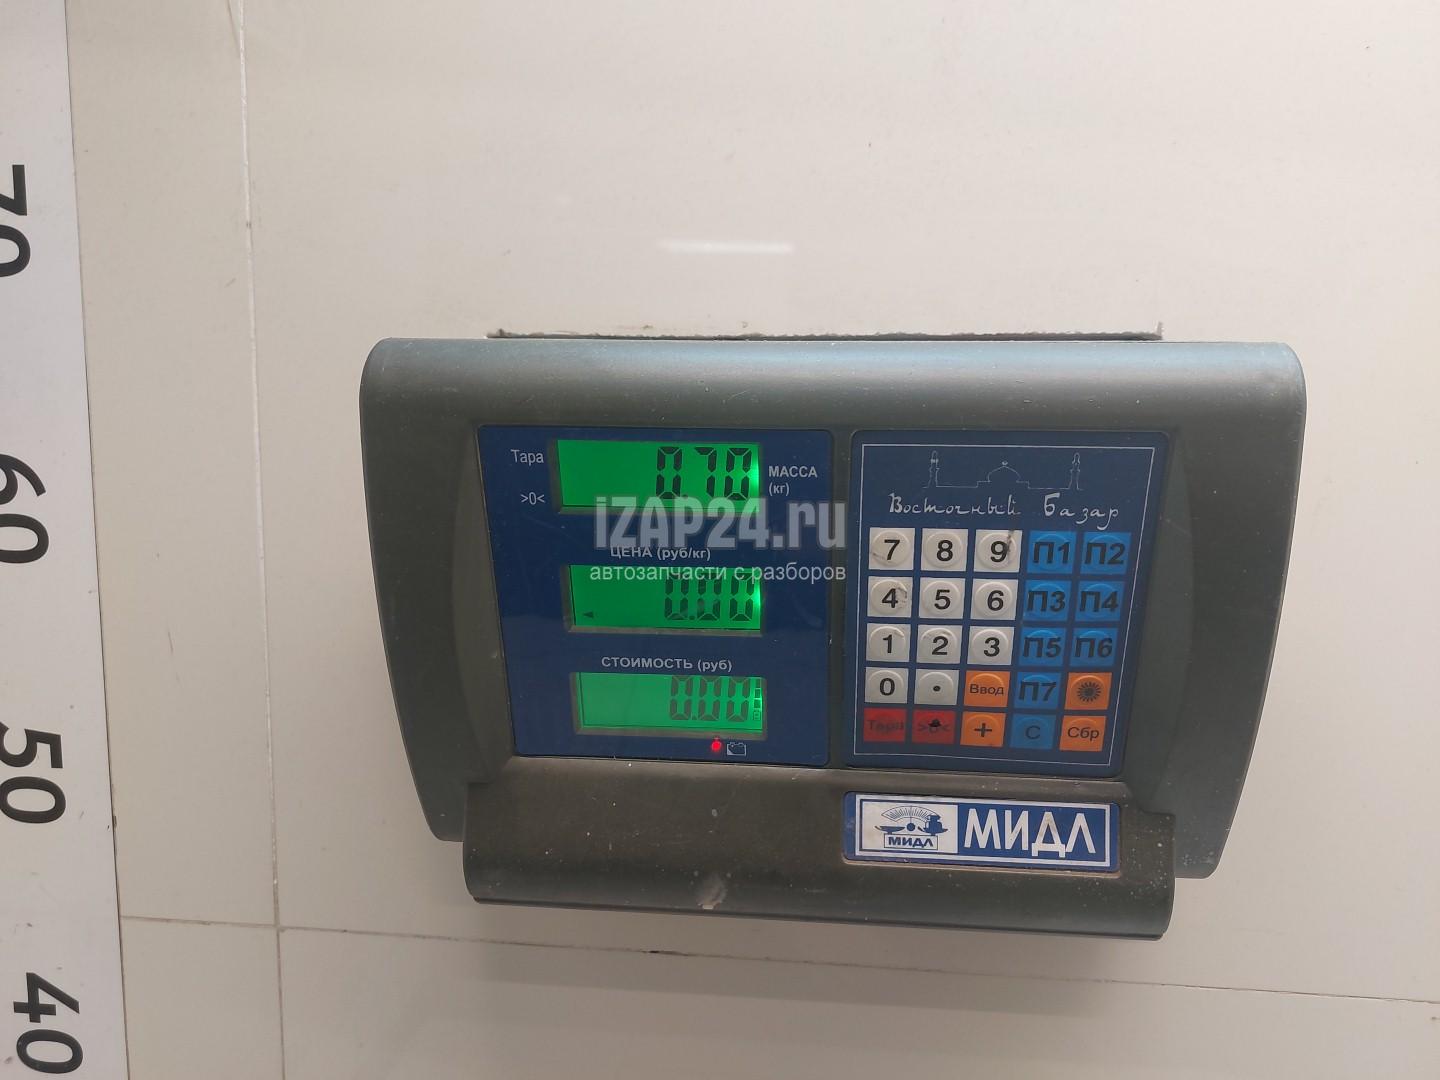 70
60
50
40
Тара
>0<
0.70
МАССА
(кг)
iZAP24.ru
ЦЕНА (руб/кг)
автозапчасти с разборов
0.00
СТОИМОСТЬ (руб)
0.00
Восточный Базар
7 8 9 П1 П2
4 5 6 П3 П4
1 2 3 П5 П6
0 . Ввод П7
Тара >0< + С Сбр
МИДЛ
МИДЛ